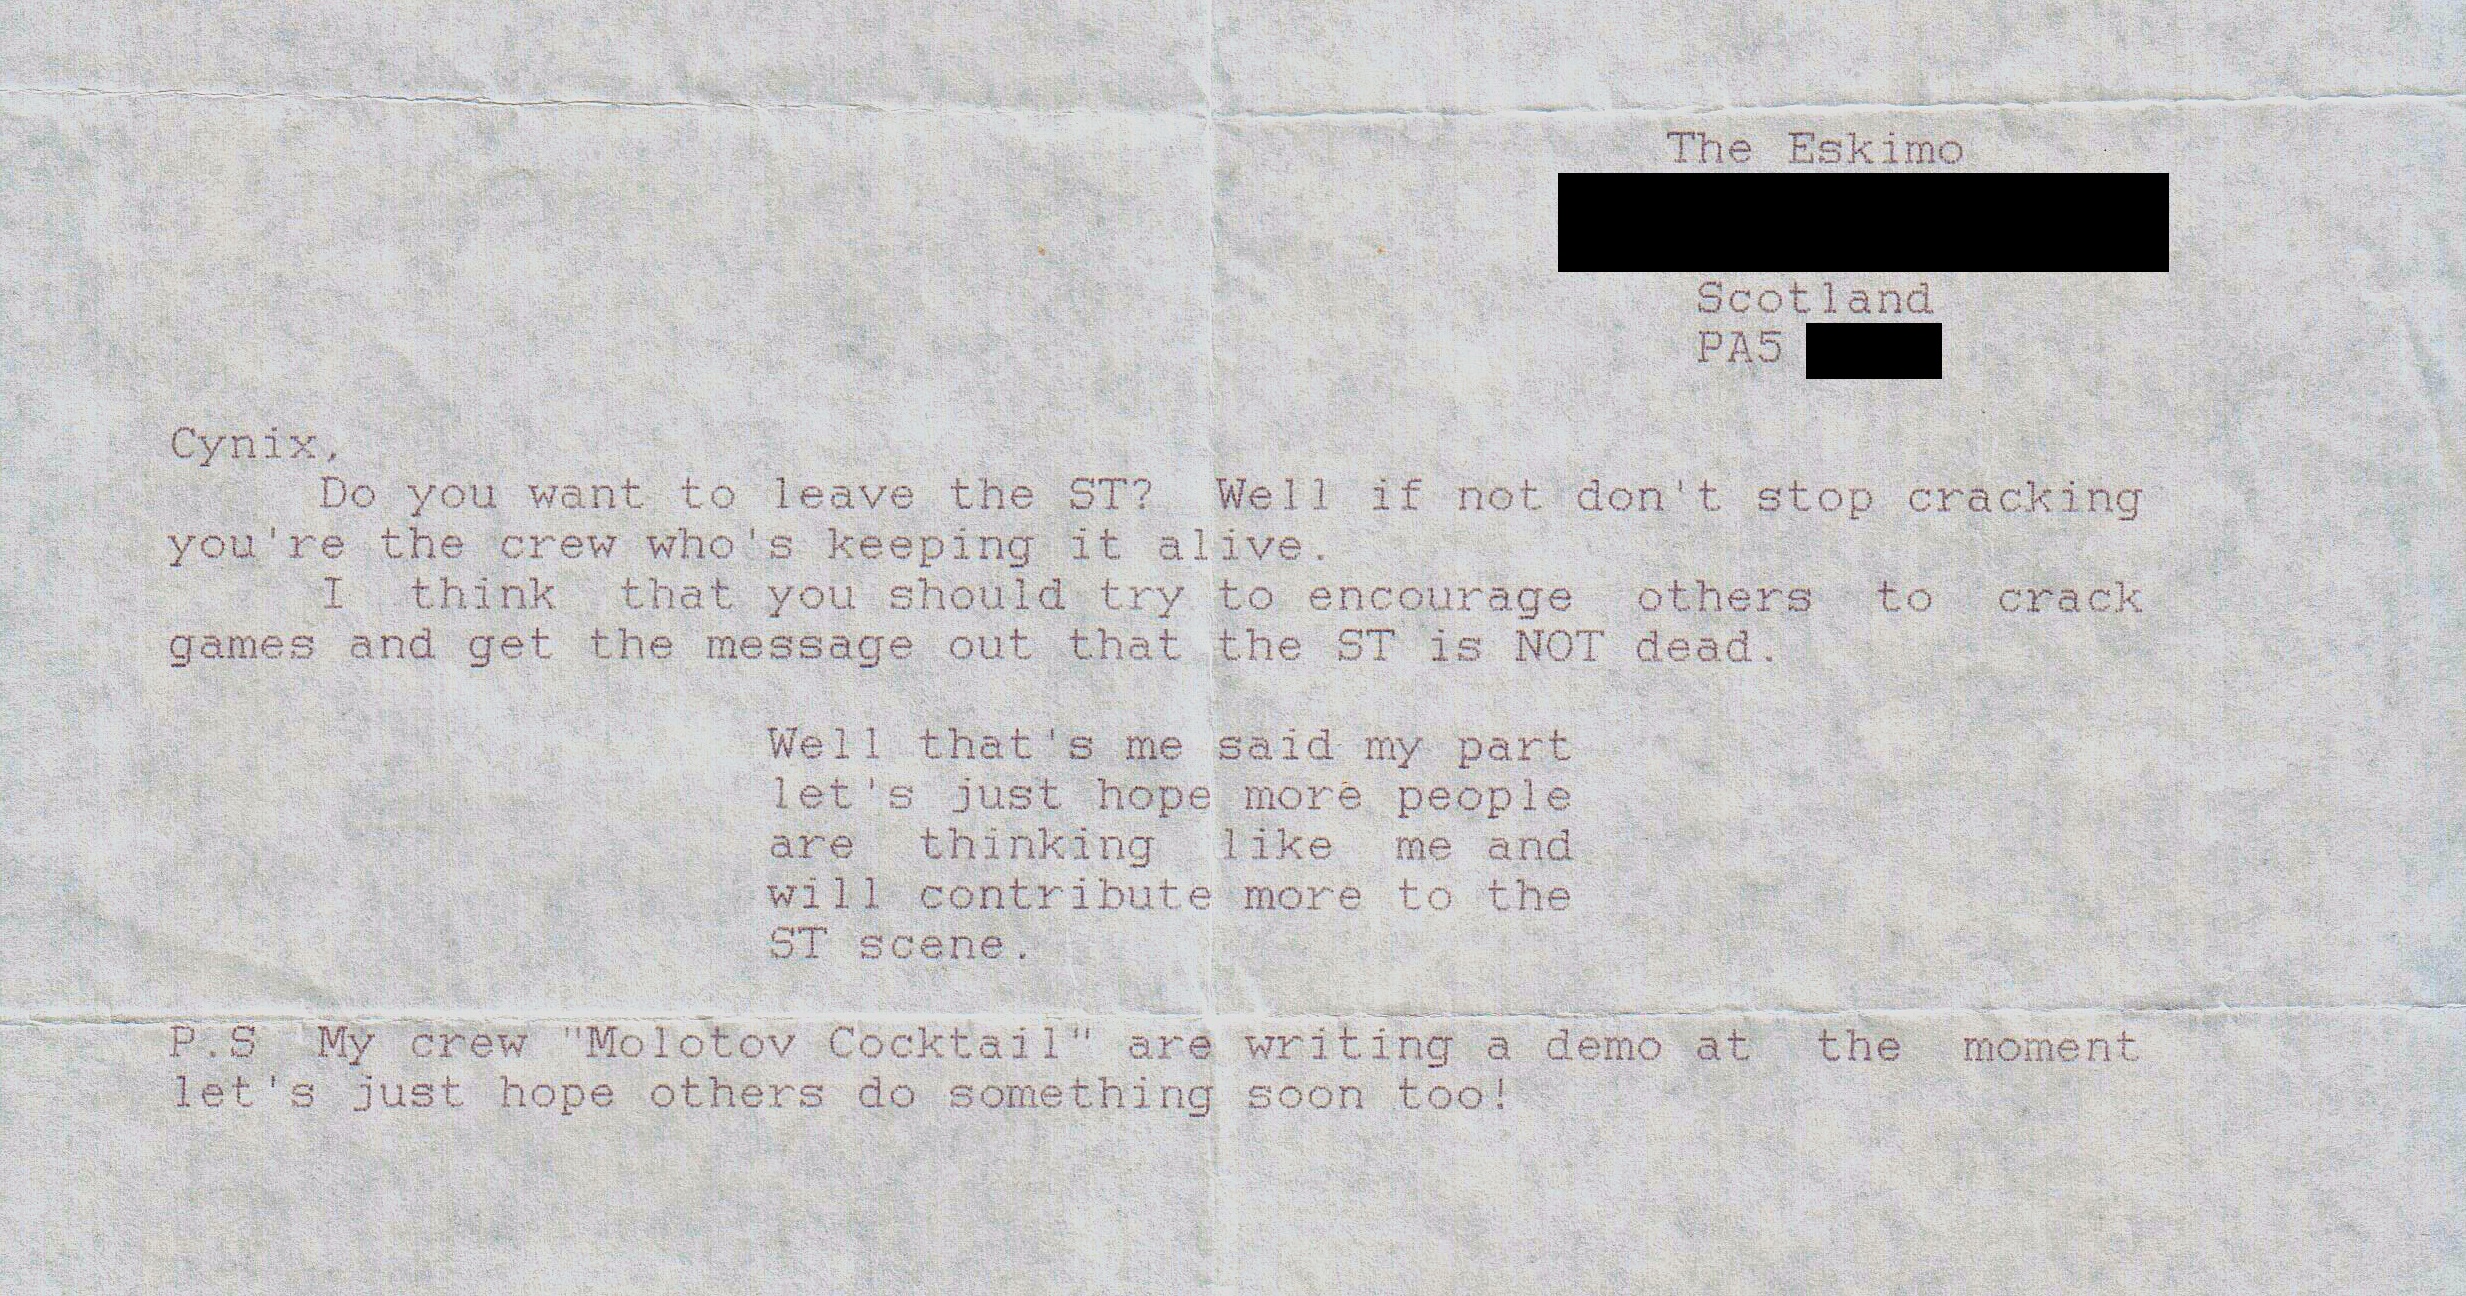 The Eskimo
Scotland
PA5
Cynix,
Do you want to leave the ST? Well if not don't stop cracking
you're the crew who's keeping it alive.
I think that you should try to encourage others to crack
games and get the message out that the ST is NOT dead.
Well that's me said my part
let's just hope more people
are thinking like me and
will contribute more to the
ST scene.
P.S My crew "Molotov Cocktail" are writing a demo at the moment
let's just hope others do something soon too!